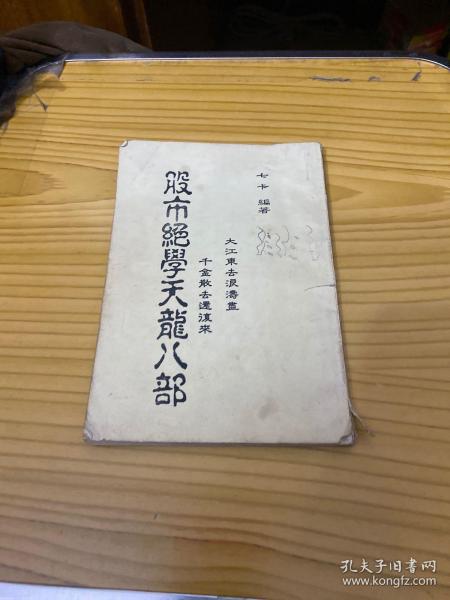 七卡 編著
大江東去浪濤盡
千金散去還復來
股市絕學天龍八部
孔夫子旧书网
www.kongfz.com